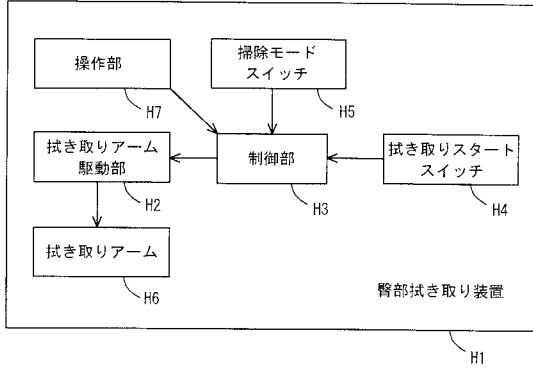 操作部
H7
掃除モード
スイッチ
H5
拭き取りアーム
駆動部
H2
制御部
H3
拭き取りスタート
スイッチ
H4
拭き取りアーム
H6
臀部拭き取り装置
H1